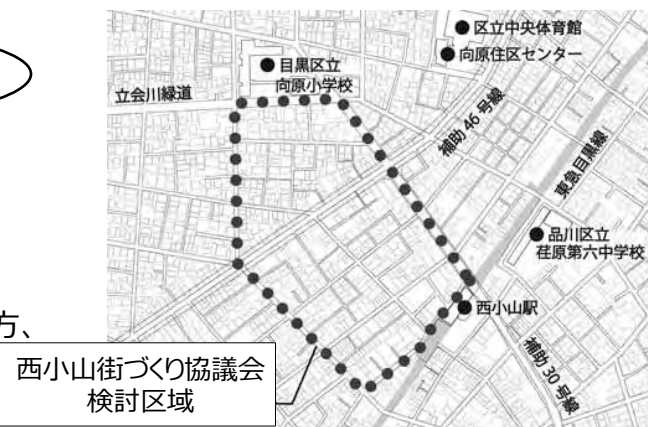 区立中央体育館
向原住区センター
目黒区立
向原小学校
立会川緑道
補助46号線
東急目黒線
品川区立
荏原第六中学校
西小山駅
補助30号線
方、
西小山街づくり協議会
検討区域